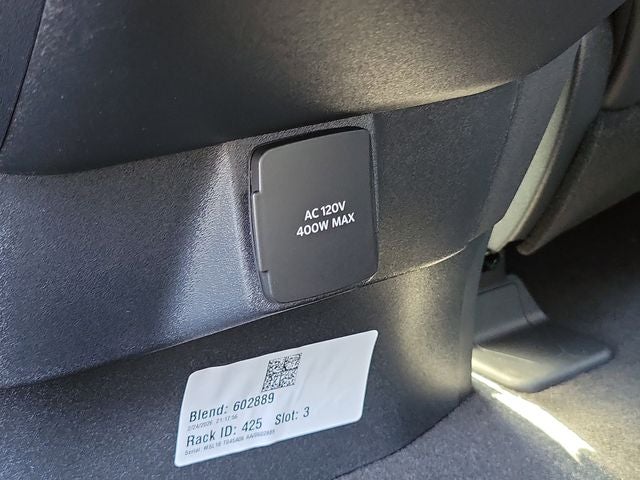 AC 120V
400W MAX
Blend: 602889
Rack ID: 425 Slot: 3